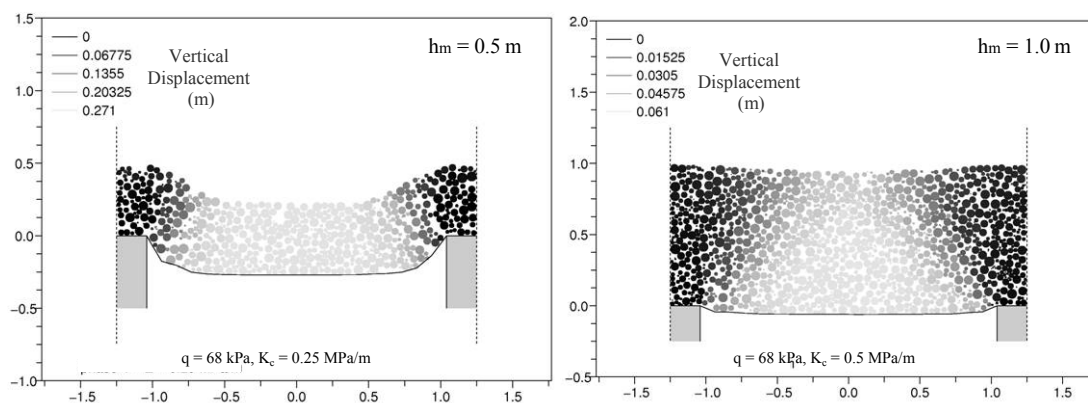 1.5
1.0
0.5
0.0
−0.5
−1.0
0
0.06775
0.1355
0.20325
0.271
Vertical
Displacement
(m)
hm = 0.5 m
q = 68 kPa, Kc = 0.25 MPa/m
−1.5 −1.0 −0.5 0.0 0.5 1.0 1.5
2.0
1.5
1.0
0.5
0.0
−0.5
0
0.01525
0.0305
0.04575
0.061
Vertical
Displacement
(m)
hm = 1.0 m
q = 68 kPa, Kc = 0.5 MPa/m
−1.5 −1.0 −0.5 0.0 0.5 1.0 1.5